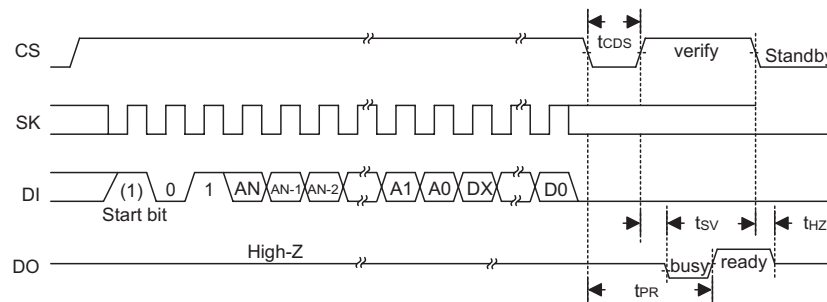 CS tCDS verify Standby
SK
DI (1) 0 1 AN AN-1 AN-2 A1 A0 DX D0
Start bit
tSV tHZ
DO High-Z busy ready
tPR